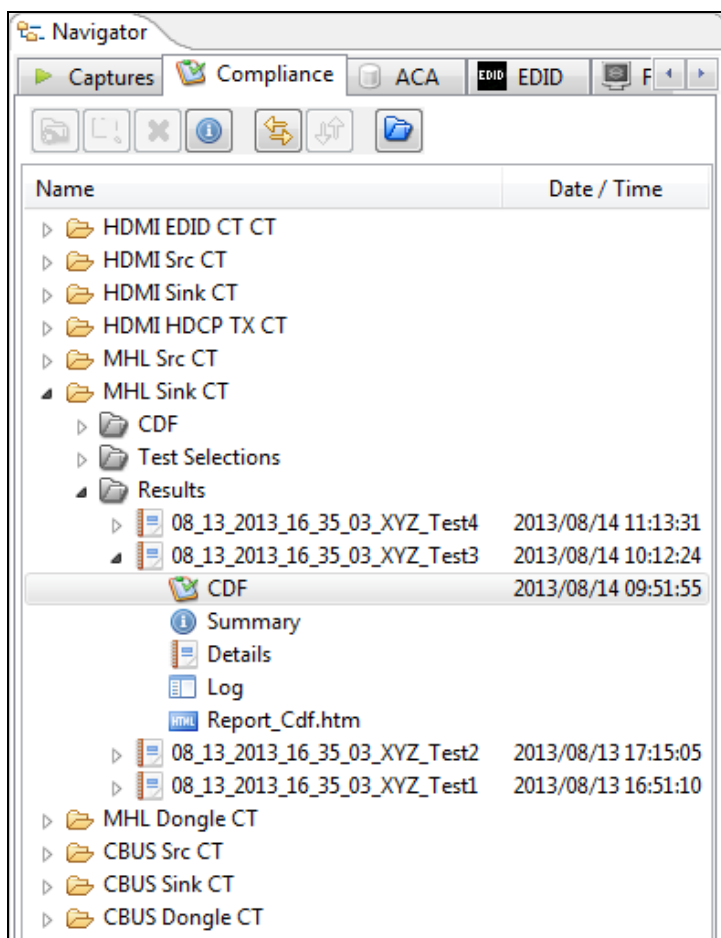 Navigator
Captures Compliance ACA EDID EDID F
Name Date / Time
HDMI EDID CT CT
HDMI Src CT
HDMI Sink CT
HDMI HDCP TX CT
MHL Src CT
MHL Sink CT
CDF
Test Selections
Results
08_13_2013_16_35_03_XYZ_Test4 2013/08/14 11:13:31
08_13_2013_16_35_03_XYZ_Test3 2013/08/14 10:12:24
CDF 2013/08/14 09:51:55
Summary
Details
Log
HTML Report_Cdf.htm
08_13_2013_16_35_03_XYZ_Test2 2013/08/13 17:15:05
08_13_2013_16_35_03_XYZ_Test1 2013/08/13 16:51:10
MHL Dongle CT
CBUS Src CT
CBUS Sink CT
CBUS Dongle CT